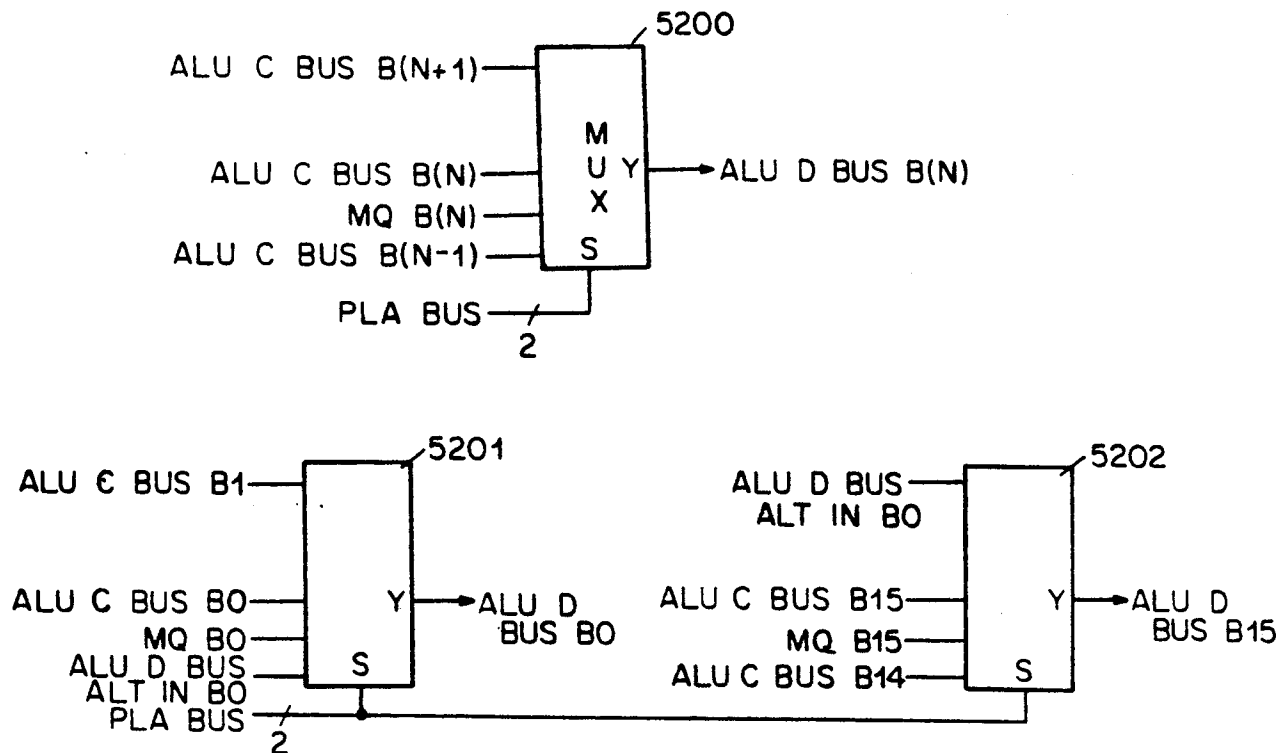 5200
ALU C BUS B(N+1)
MUX
ALU C BUS B(N)
Y
ALU D BUS B(N)
MQ B(N)
ALU C BUS B(N-1)
S
PLA BUS
2
5201
ALU C BUS B1
ALU C BUS B0
Y
ALU D
BUS B0
MQ B0
ALU D BUS
ALT IN B0
S
PLA BUS
2
5202
ALU D BUS
ALT IN B0
ALU C BUS B15
Y
ALU D
BUS B15
MQ B15
ALU C BUS B14
S